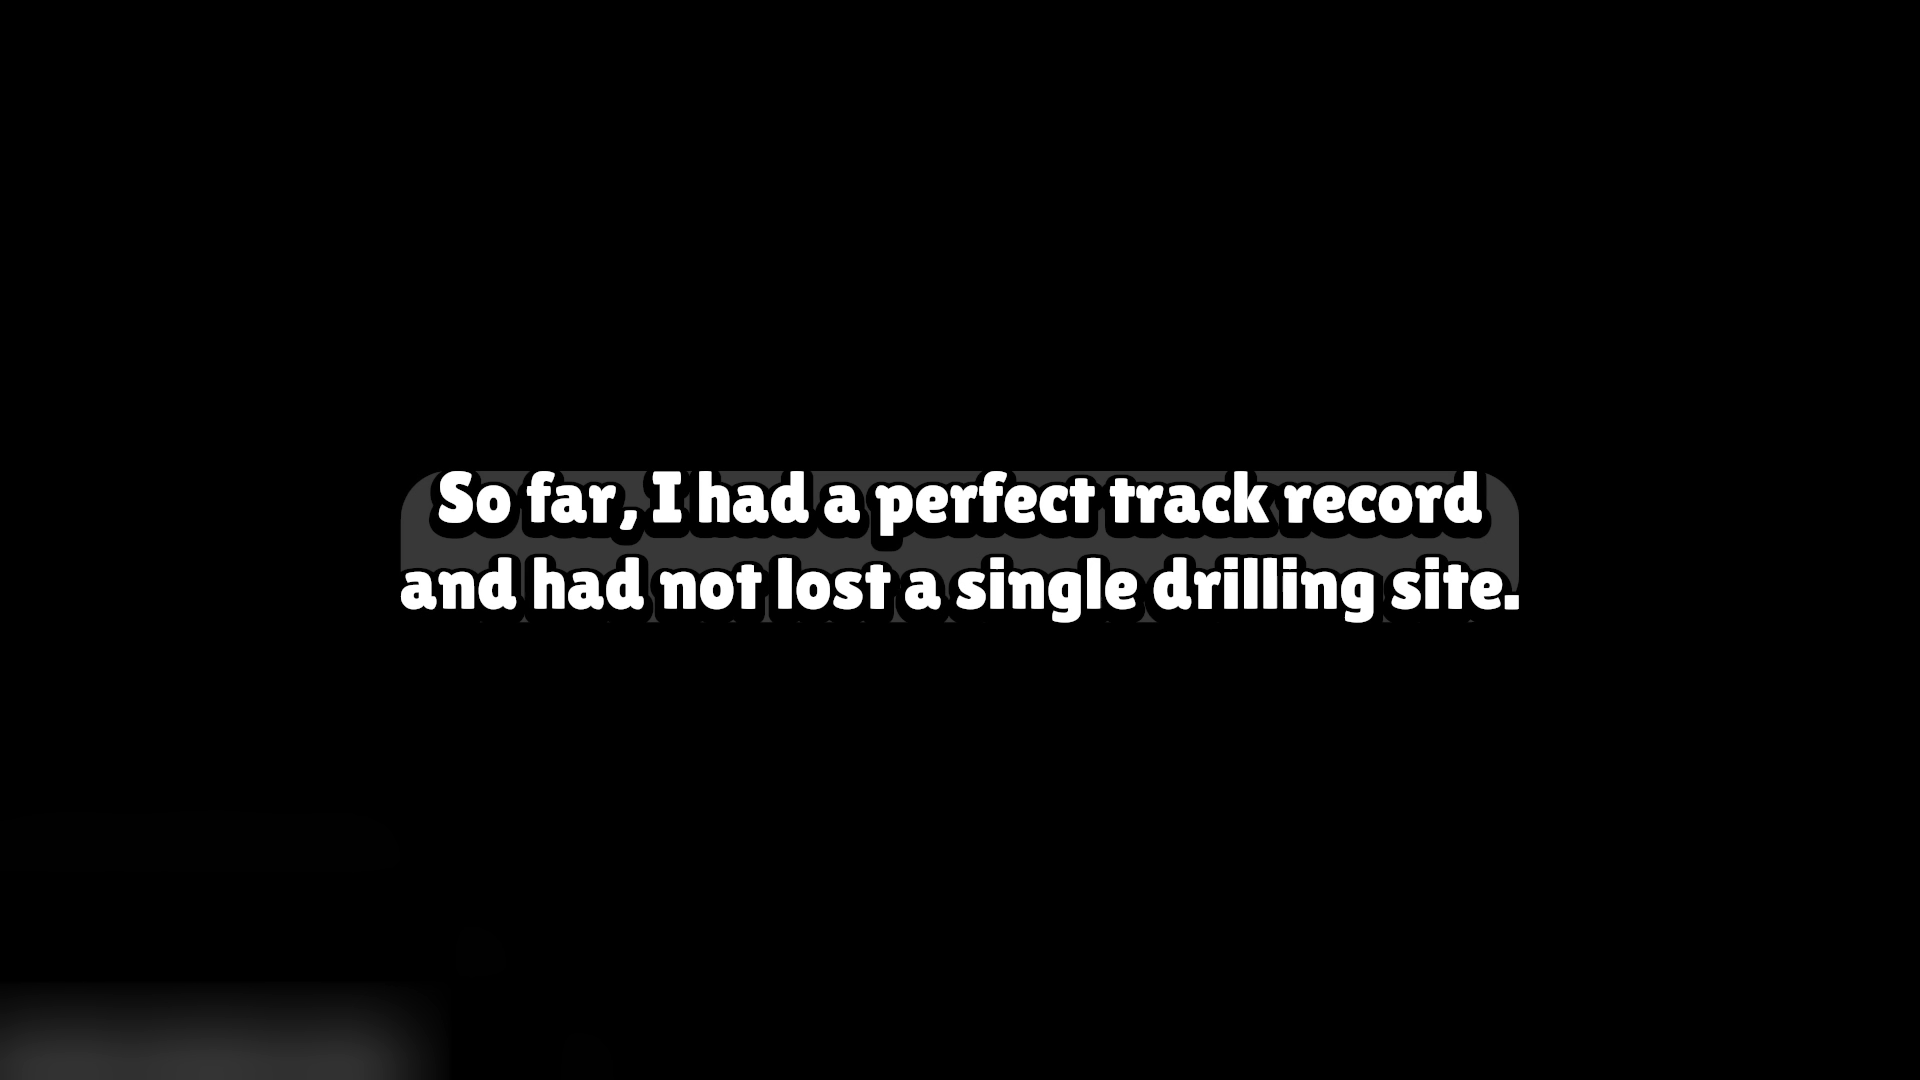 So far, I had a perfect track record
and had not lost a single drilling site.